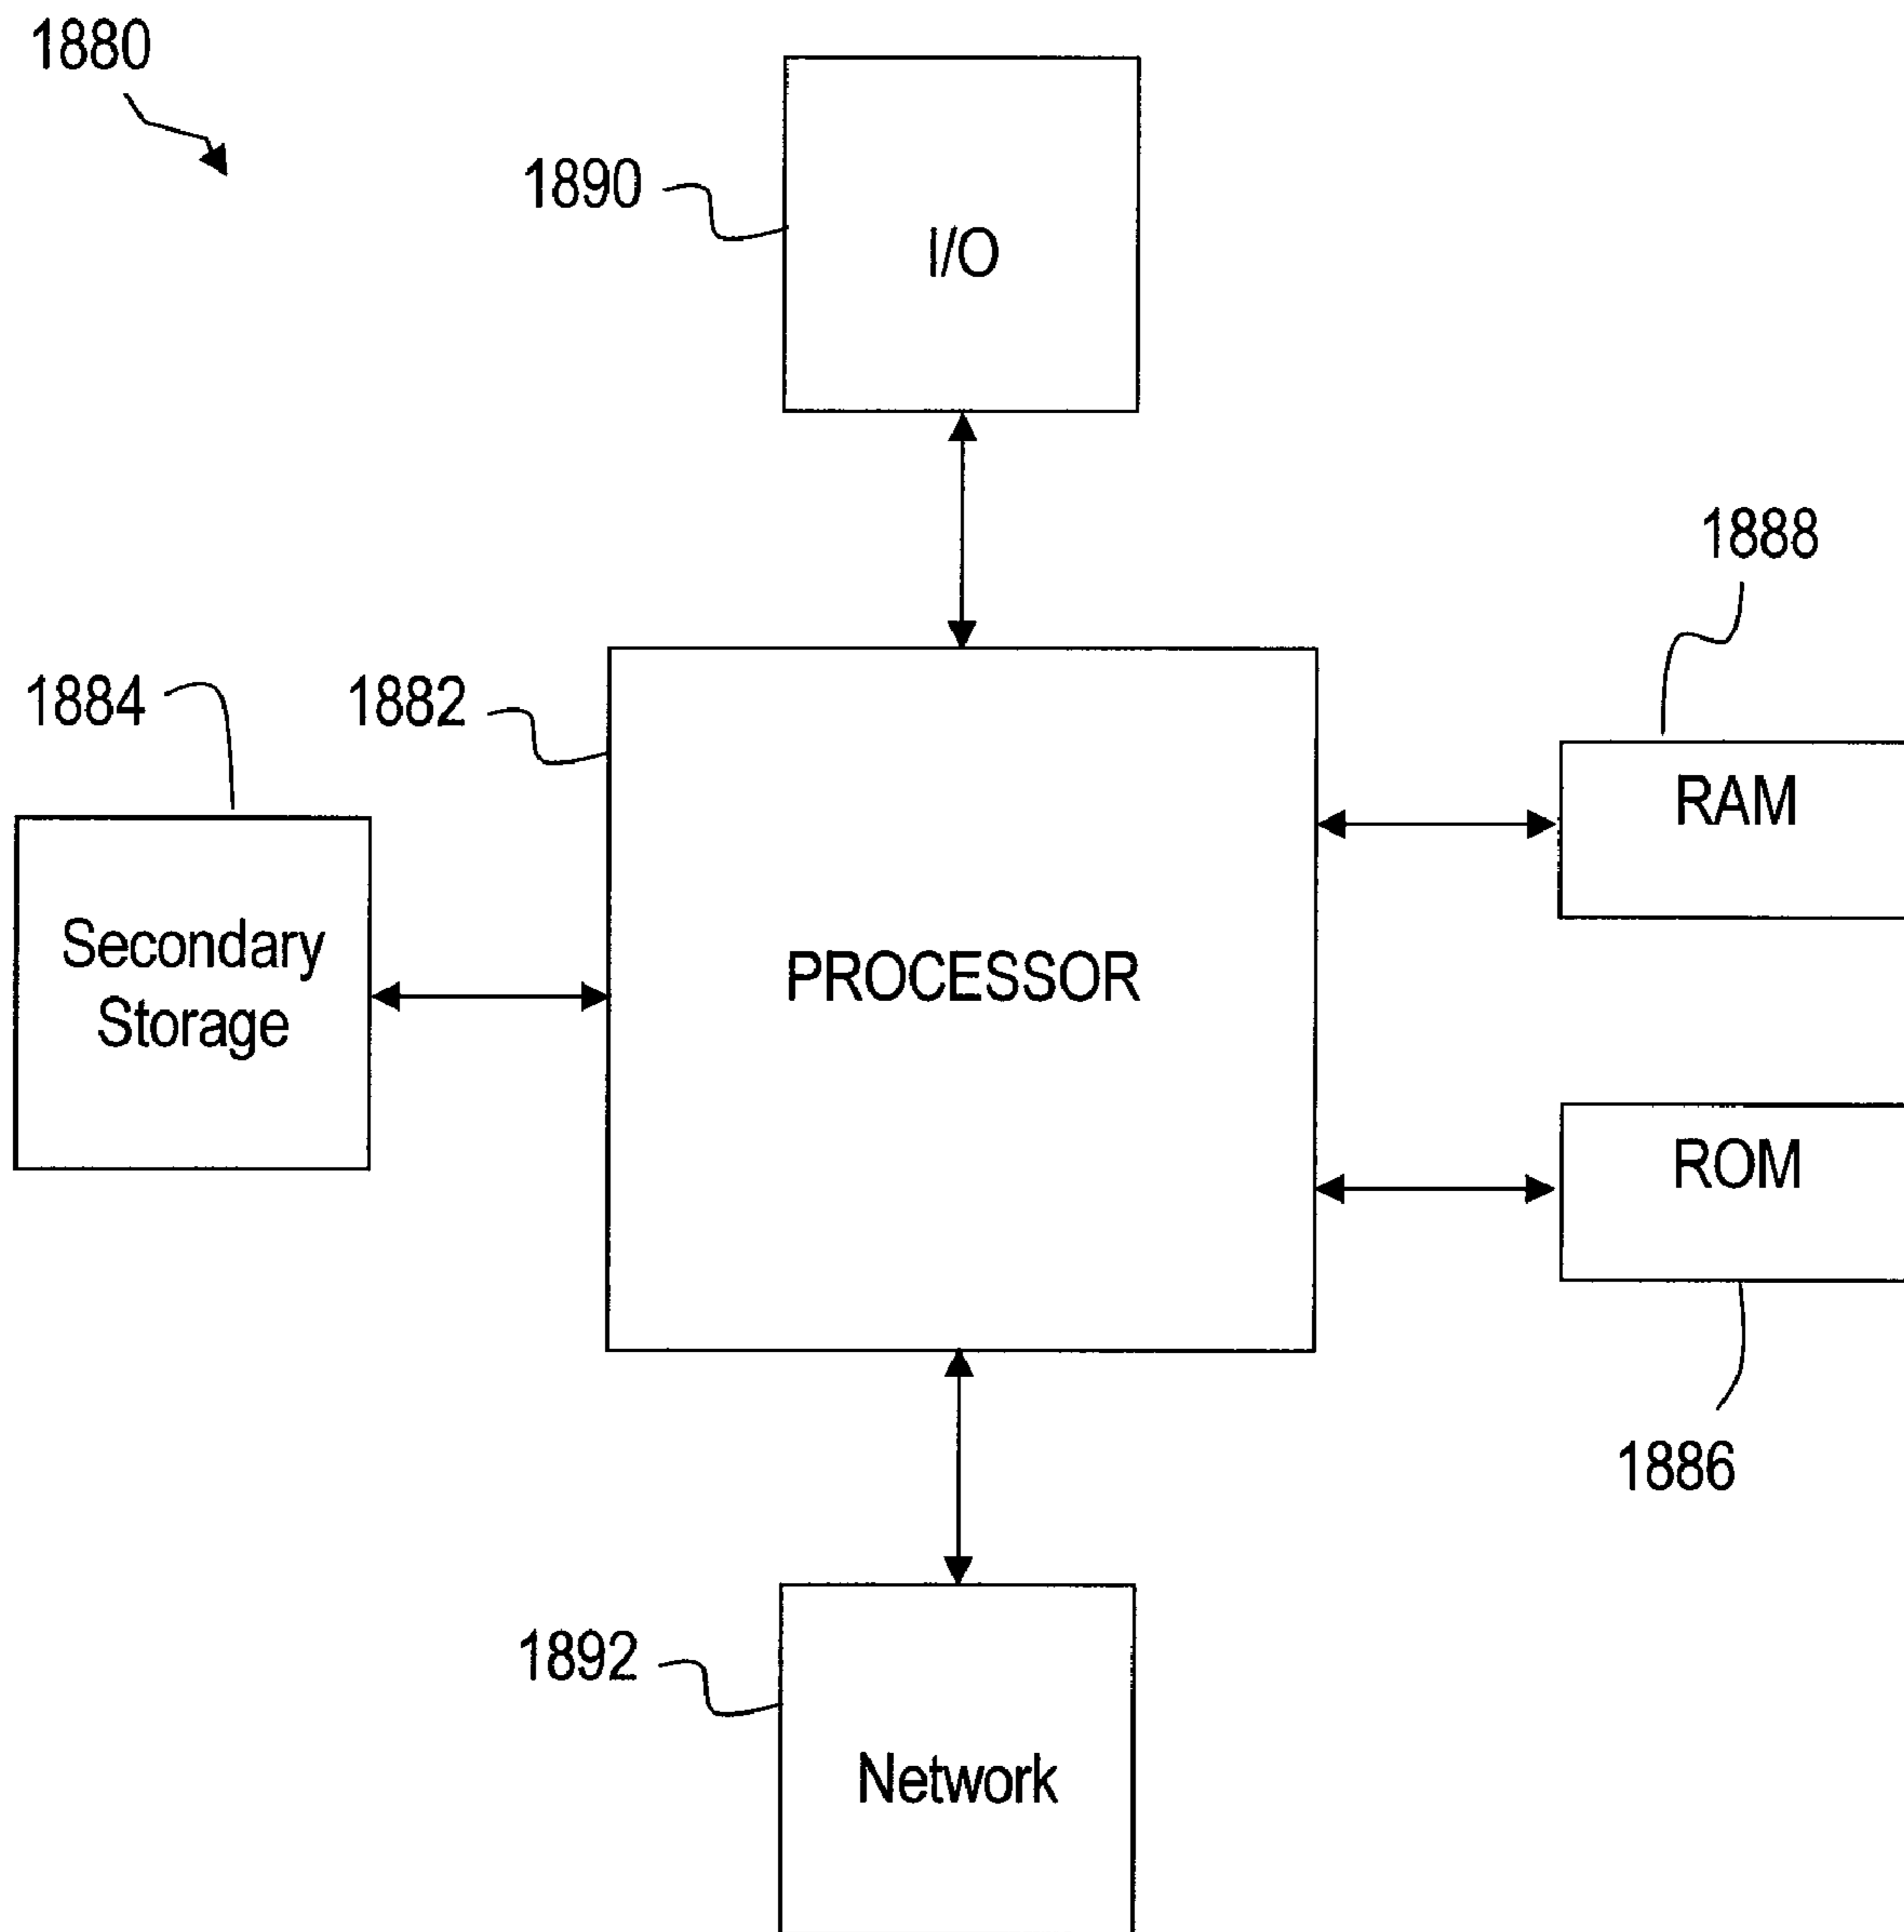 1880
1890
I/O
1888
1884
1882
RAM
Secondary
Storage
PROCESSOR
ROM
1886
1892
Network